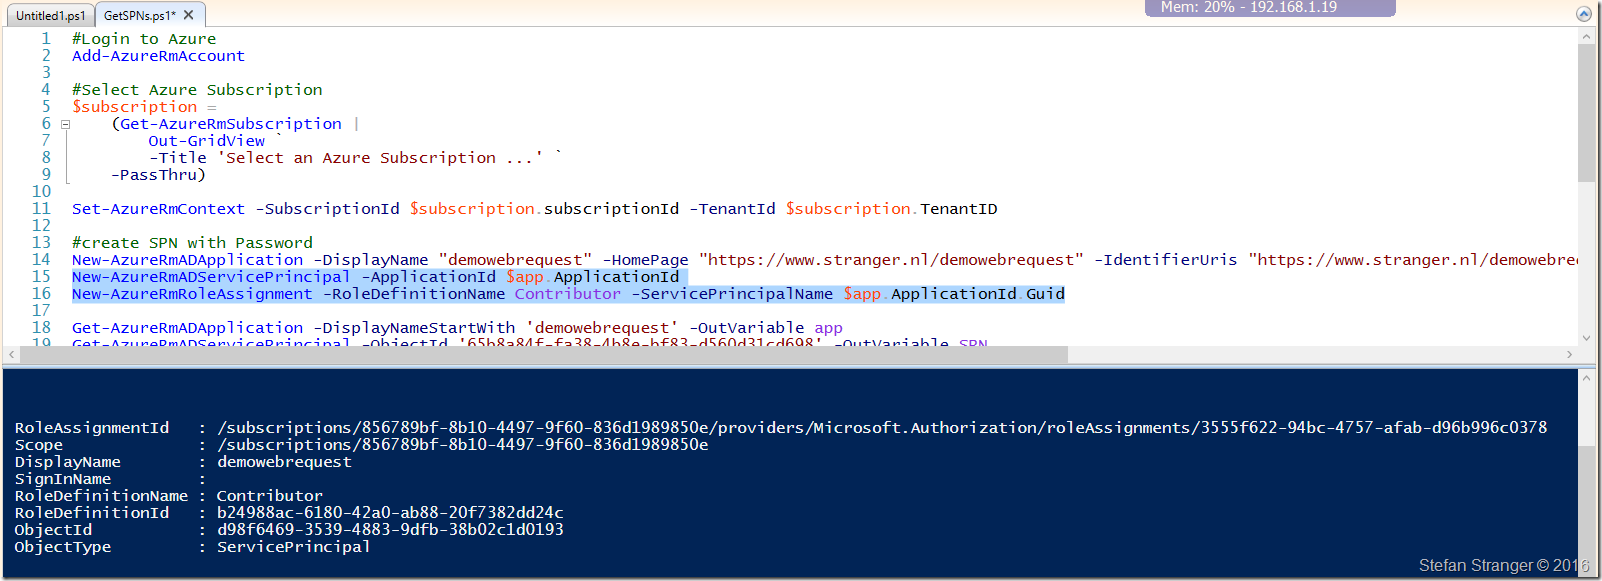 Untitled1.ps1 GetSPNs.ps1* X
Mem: 20% - 192.168.1.19
1 #Login to Azure
2 Add-AzureRmAccount
3
4 #Select Azure Subscription
5 $subscription =
6 (Get-AzureRmSubscription |
7 Out-GridView `
8 -Title 'Select an Azure Subscription ...' `
9 -PassThru)
10
11 Set-AzureRmContext -SubscriptionId $subscription.subscriptionId -TenantId $subscription.TenantID
12
13 #create SPN with Password
14 New-AzureRmADApplication -DisplayName "demowebrequest" -HomePage "https://www.stranger.nl/demowebrequest" -IdentifierUris "https://www.stranger.nl/demowebre
15 New-AzureRmADServicePrincipal -ApplicationId $app.ApplicationId
16 New-AzureRmRoleAssignment -RoleDefinitionName Contributor -ServicePrincipalName $app.ApplicationId.Guid
17
18 Get-AzureRmADApplication -DisplayNameStartWith 'demowebrequest' -OutVariable app
19 Get-AzureRmADServicePrincipal -ObjectId '65b8a84f-fa38-4b8e-bf83-d560d31cd698' -OutVariable SPN
RoleAssignmentId : /subscriptions/856789bf-8b10-4497-9f60-836d1989850e/providers/Microsoft.Authorization/roleAssignments/3555f622-94bc-4757-afab-d96b996c0378
Scope : /subscriptions/856789bf-8b10-4497-9f60-836d1989850e
DisplayName : demowebrequest
SignInName :
RoleDefinitionName : Contributor
RoleDefinitionId : b24988ac-6180-42a0-ab88-20f7382dd24c
ObjectId : d98f6469-3539-4883-9dfb-38b02c1d0193
ObjectType : ServicePrincipal
Stefan Stranger © 2016